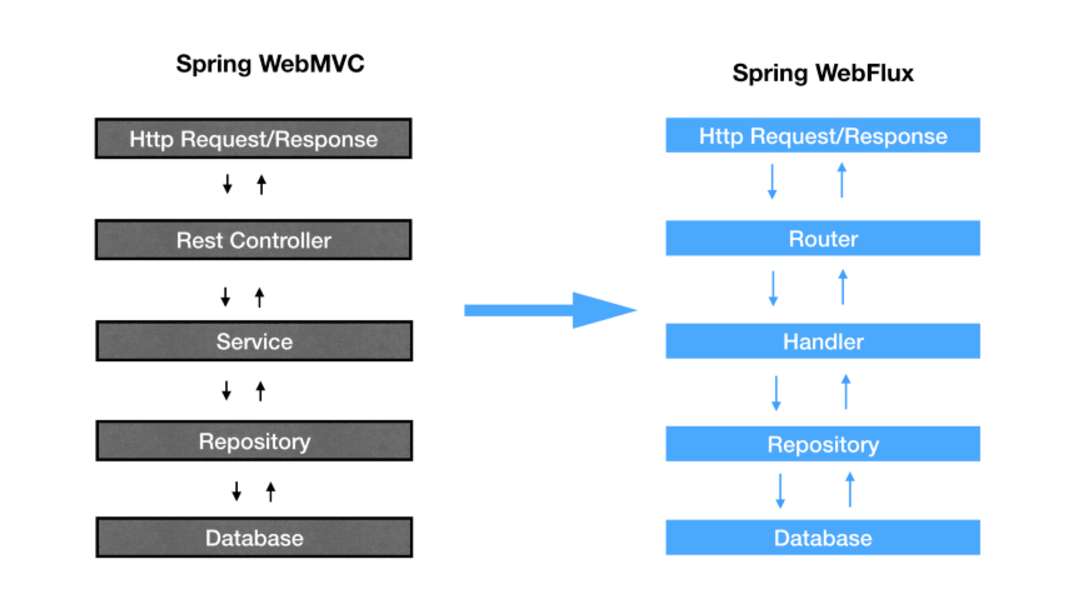 Spring WebMVC
Http Request/Response
Rest Controller
Service
Repository
Database
Spring WebFlux
Http Request/Response
Router
Handler
Repository
Database